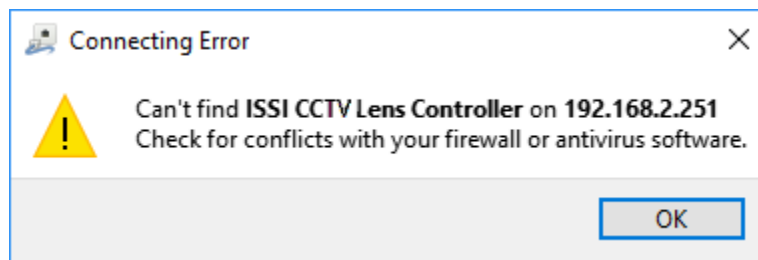 Connecting Error
Can't find ISSI CCTV Lens Controller on 192.168.2.251
Check for conflicts with your firewall or antivirus software.
OK